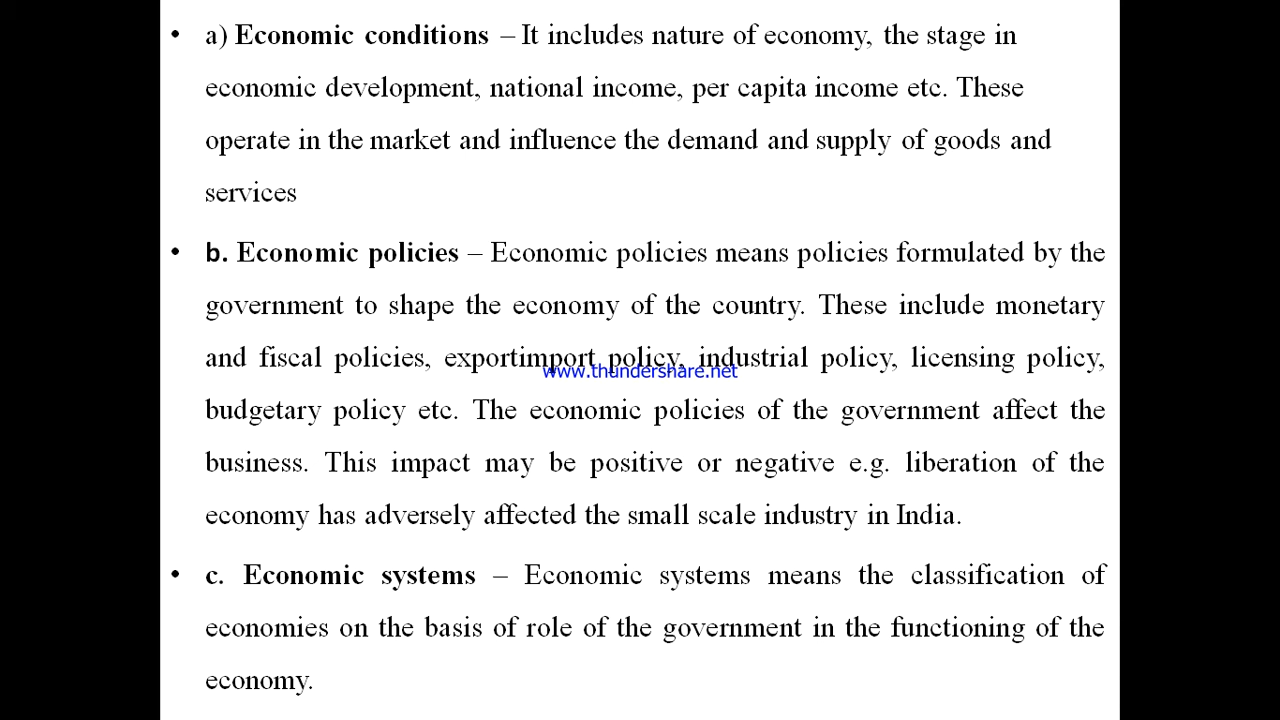 • a) Economic conditions – It includes nature of economy, the stage in
economic development, national income, per capita income etc. These
operate in the market and influence the demand and supply of goods and
services
• b. Economic policies – Economic policies means policies formulated by the
government to shape the economy of the country. These include monetary
and fiscal policies, exportimport policy, industrial policy, licensing policy,
www.thundershare.net
budgetary policy etc. The economic policies of the government affect the
business. This impact may be positive or negative e.g. liberation of the
economy has adversely affected the small scale industry in India.
• c. Economic systems – Economic systems means the classification of
economies on the basis of role of the government in the functioning of the
economy.